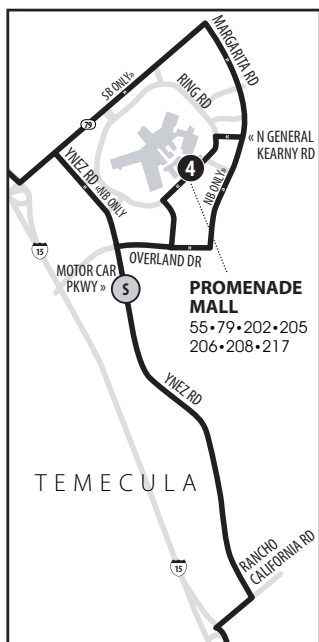 MARGARITA RD
SB ONLY»
79
RING RD
« N GENERAL
KEARNY RD
4
YNEZ RD
«NB ONLY
NB ONLY»
OVERLAND DR
15
MOTOR CAR
PKWY »
S
PROMENADE
MALL
55•79•202•205
206•208•217
YNEZ RD
TEMECULA
RANCHO
CALIFORNIA RD
15